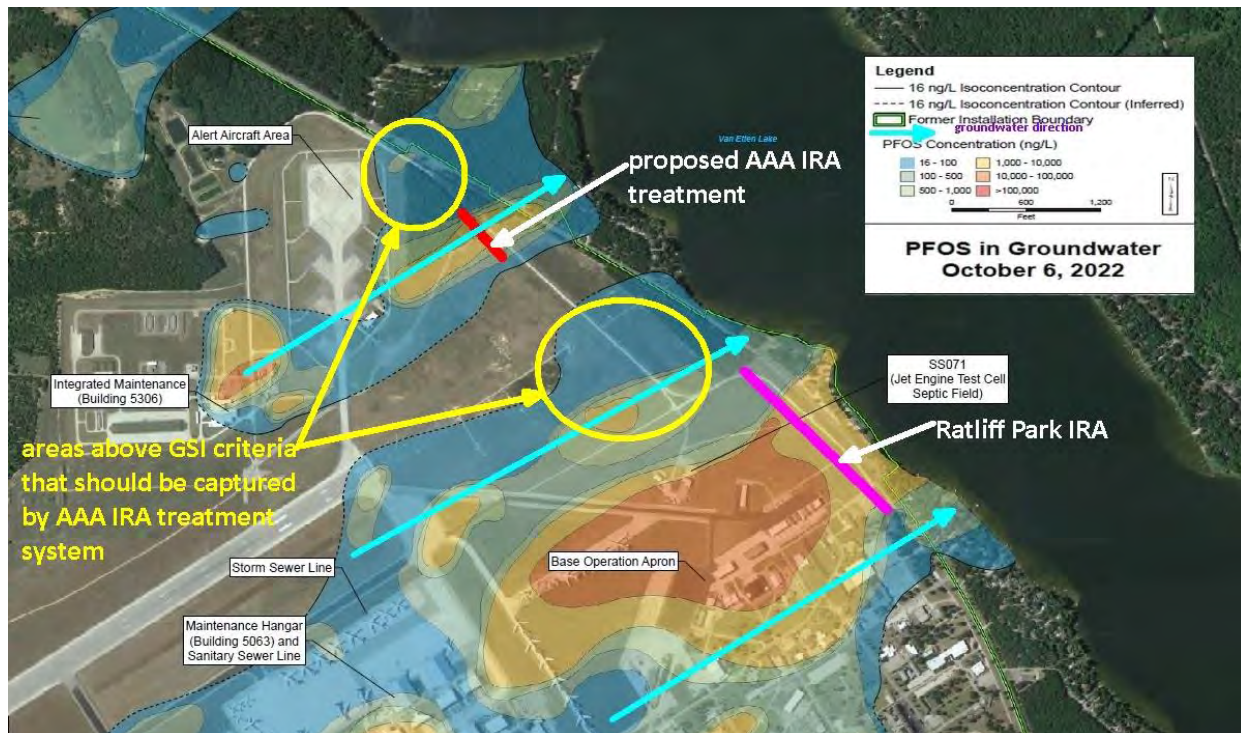 Alert Aircraft Area
Van Etten Lake
proposed AAA IRA
treatment
Legend
16 ng/L Isoconcentration Contour
16 ng/L Isoconcentration Contour (Inferred)
Former Installation Boundary
groundwater direction
PFOS Concentration (ng/L)
16 - 100
1,000 - 10,000
100 - 500
10,000 - 100,000
500 - 1,000
>100,000
0 600 1,200
Feet
PFOS in Groundwater
October 6, 2022
Integrated Maintenance
(Building 5306)
SS071
(Jet Engine Test Cell
Septic Field)
Ratliff Park IRA
areas above GSI criteria
that should be captured
by AAA IRA treatment
system
Storm Sewer Line
Base Operation Apron
Maintenance Hangar
(Building 5063) and
Sanitary Sewer Line